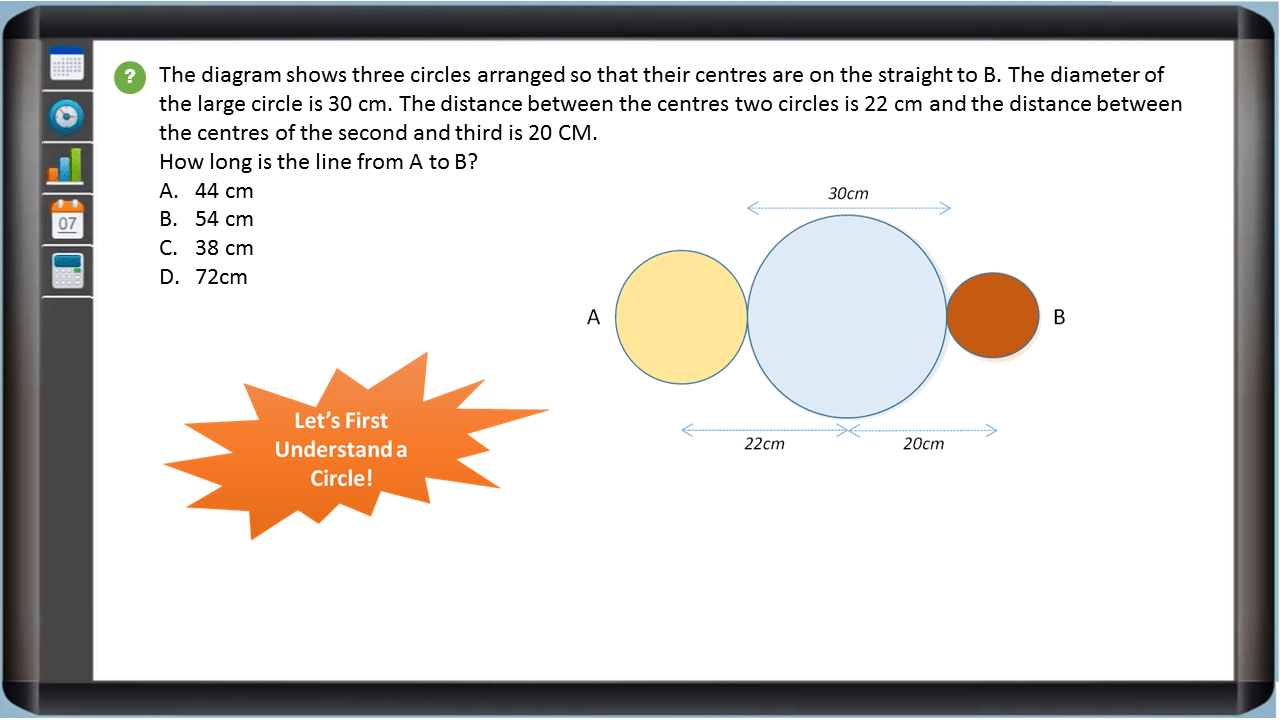 ? The diagram shows three circles arranged so that their centres are on the straight to B. The diameter of
the large circle is 30 cm. The distance between the centres two circles is 22 cm and the distance between
the centres of the second and third is 20 CM.
How long is the line from A to B?
A. 44 cm
B. 54 cm
C. 38 cm
D. 72cm
30cm
A
B
22cm
20cm
Let's First
Understand a
Circle!
07